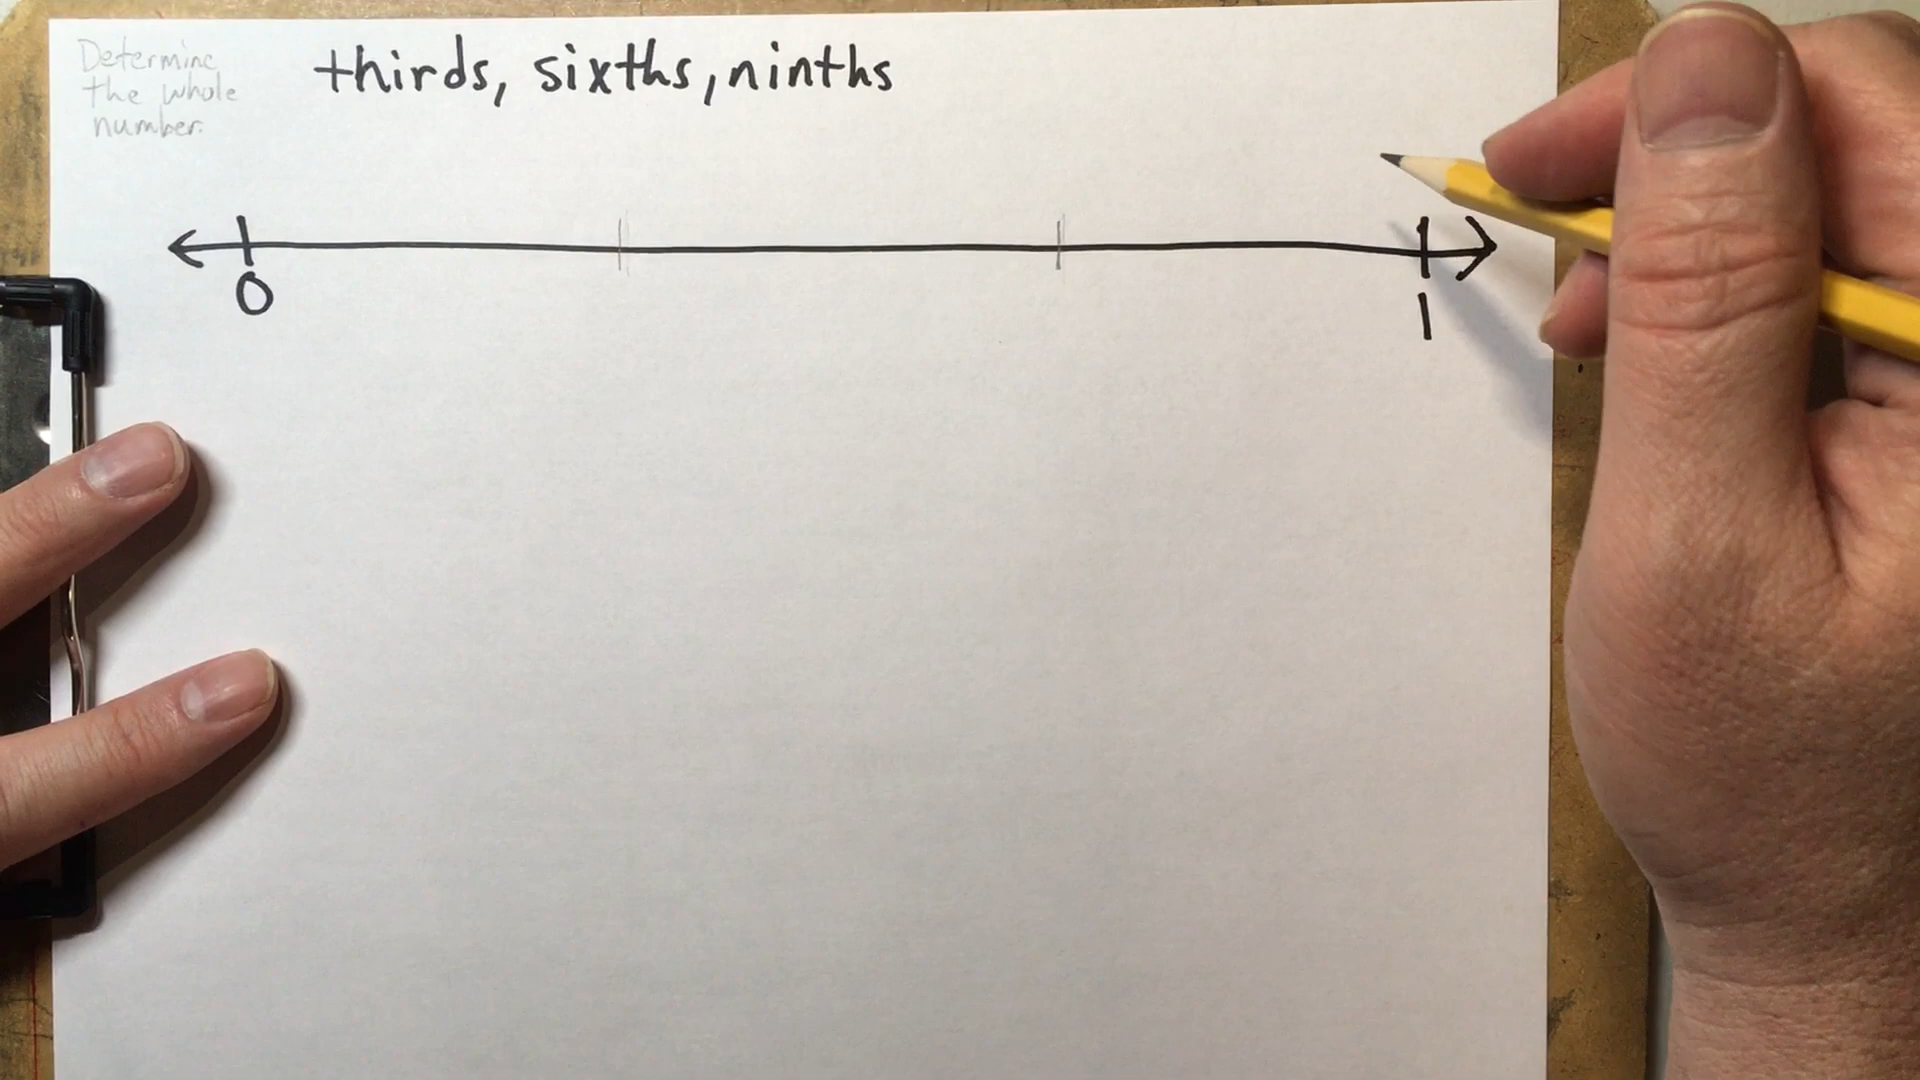 Determine
the whole
number.
thirds, sixths, ninths
0
1